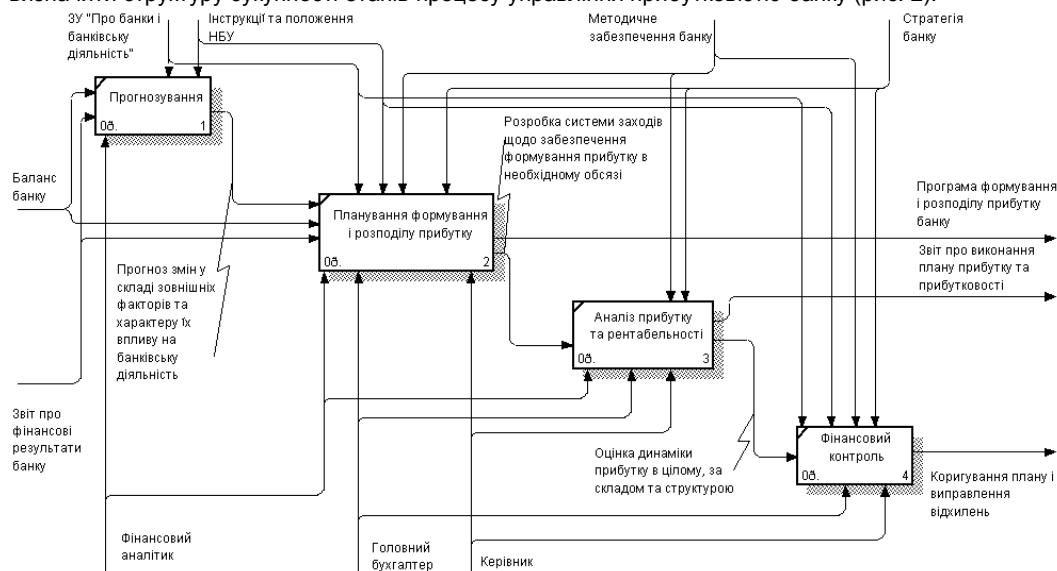 визначити структуру сукупності етапів процесу управління прибутковістю банку (рис. 2).
ЗУ "Про банки і
банківську
діяльність"
Інструкції та положення
НБУ
Методичне
забезпечення банку
Стратегія
банку
Прогнозування
0ð. 1
Розробка системи заходів
щодо забезпечення
формування прибутку в
необхідному обсязі
Баланс
банку
Планування формування
і розподілу прибутку
0ð. 2
Програма формування
і розподілу прибутку
банку
Звіт про виконання
плану прибутку та
прибутковості
Прогноз змін у
складі зовнішніх
факторів та
характеру їх
впливу на
банківську
діяльність
Аналіз прибутку
та рентабельності
0ð. 3
Звіт про
фінансові
результати
банку
Оцінка динаміки
прибутку в цілому, за
складом та структурою
Фінансовий
контроль
0ð. 4
Коригування плану і
виправлення
відхилень
Фінансовий
аналітик
Головний
бухгалтер
Керівник